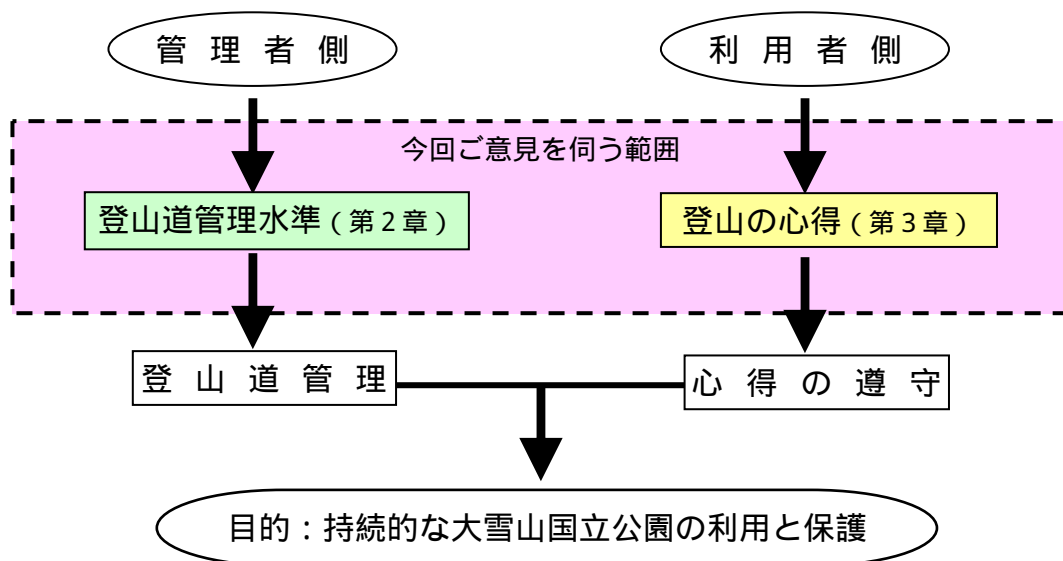 管理者側
利用者側
今回ご意見を伺う範囲
登山道管理水準(第2章)
登山の心得(第3章)
登山道管理
心得の遵守
目的:持続的な大雪山国立公園の利用と保護